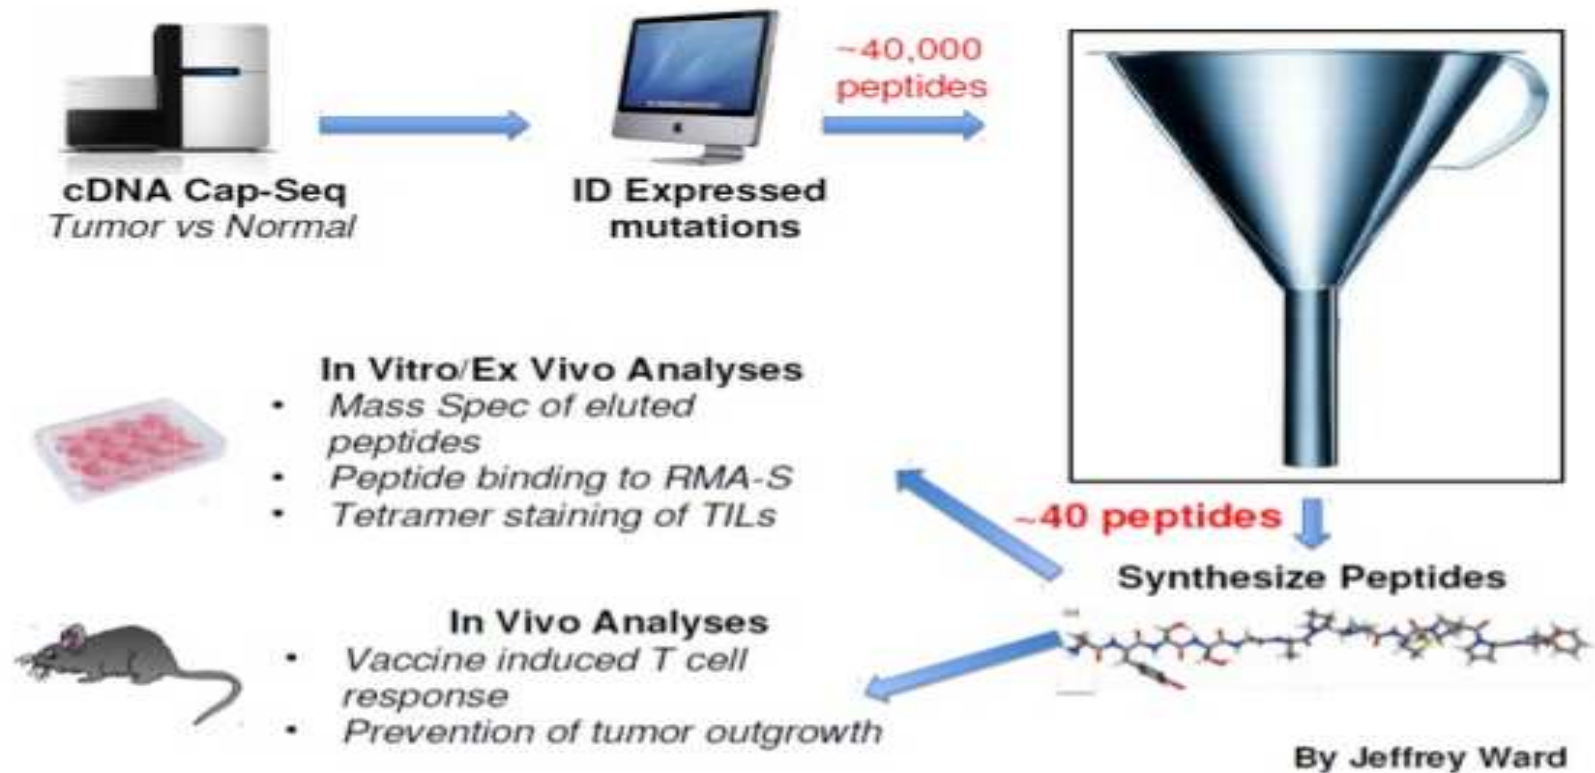 cDNA Cap-Seq
Tumor vs Normal
ID Expressed
mutations
~40,000
peptides
~40 peptides
Synthesize Peptides
In Vitro/Ex Vivo Analyses
• Mass Spec of eluted
peptides
• Peptide binding to RMA-S
• Tetramer staining of TILs
In Vivo Analyses
• Vaccine induced T cell
response
• Prevention of tumor outgrowth
By Jeffrey Ward